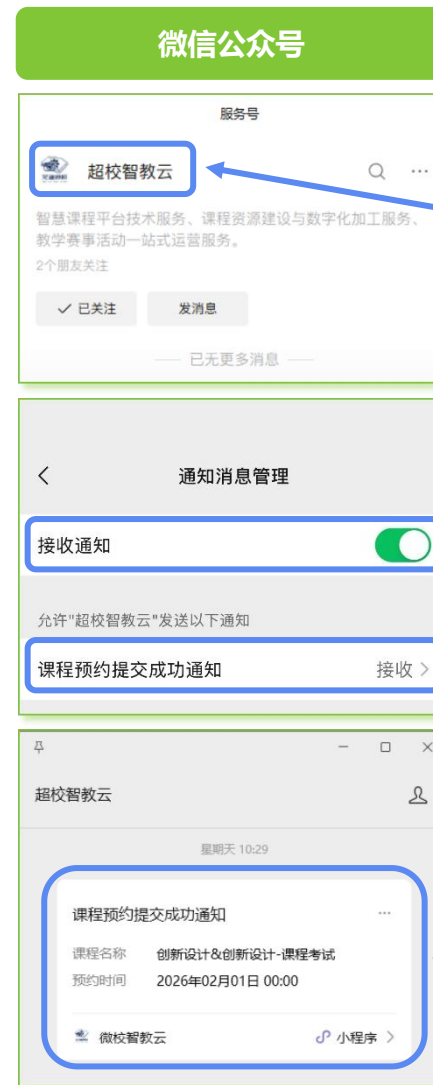 微信公众号
服务号
超校智教云
智慧课程平台技术服务、课程资源建设与数字化加工服务、
教学赛事活动一站式运营服务。
2个朋友关注
已关注
发消息
已无更多消息
通知消息管理
接收通知
允许"超校智教云"发送以下通知
课程预约提交成功通知
接收
超校智教云
星期天 10:29
课程预约提交成功通知
课程名称 创新设计&创新设计-课程考试
预约时间 2026年02月01日 00:00
微校智教云
小程序